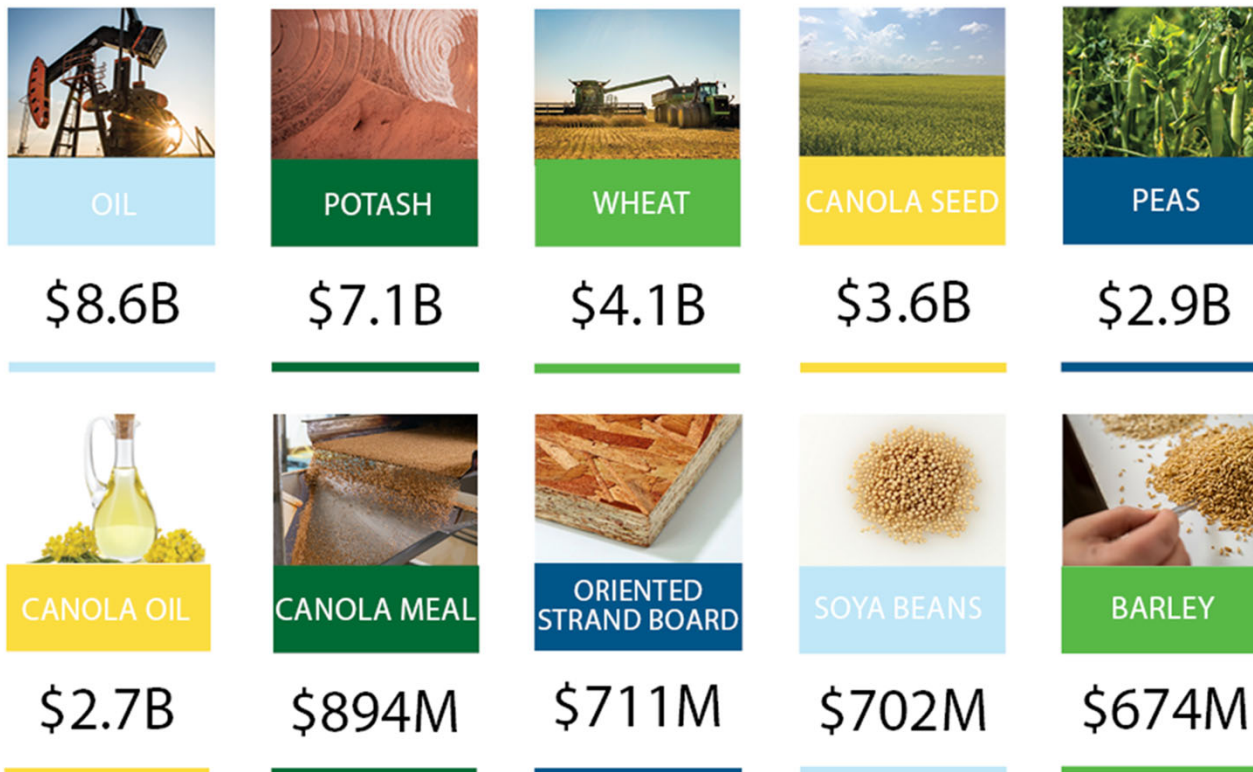 OIL
POTASH
WHEAT
CANOLA SEED
PEAS
$8.6B
$7.1B
$4.1B
$3.6B
$2.9B
CANOLA OIL
CANOLA MEAL
ORIENTED
STRAND BOARD
SOYA BEANS
BARLEY
$2.7B
$894M
$711M
$702M
$674M